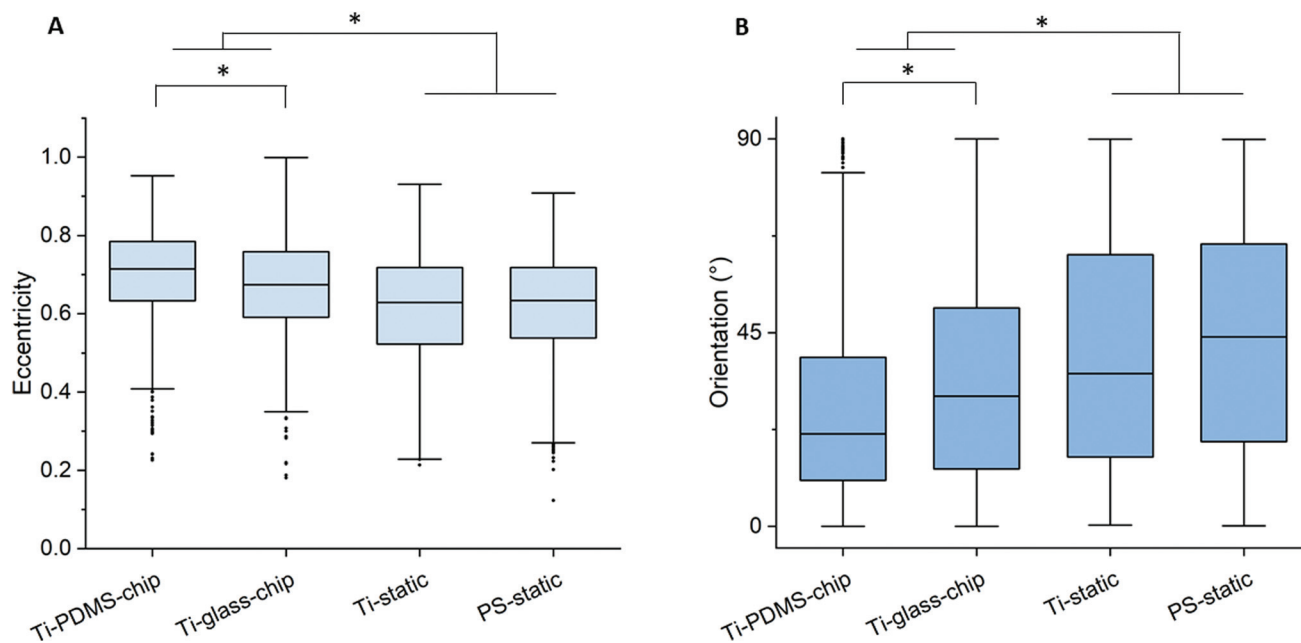 A
*
*
Eccentricity
1.0
0.8
0.6
0.4
0.2
0.0
Ti-PDMS-chip
Ti-glass-chip
Ti-static
PS-static
B
*
*
Orientation (°)
90
45
0
Ti-PDMS-chip
Ti-glass-chip
Ti-static
PS-static